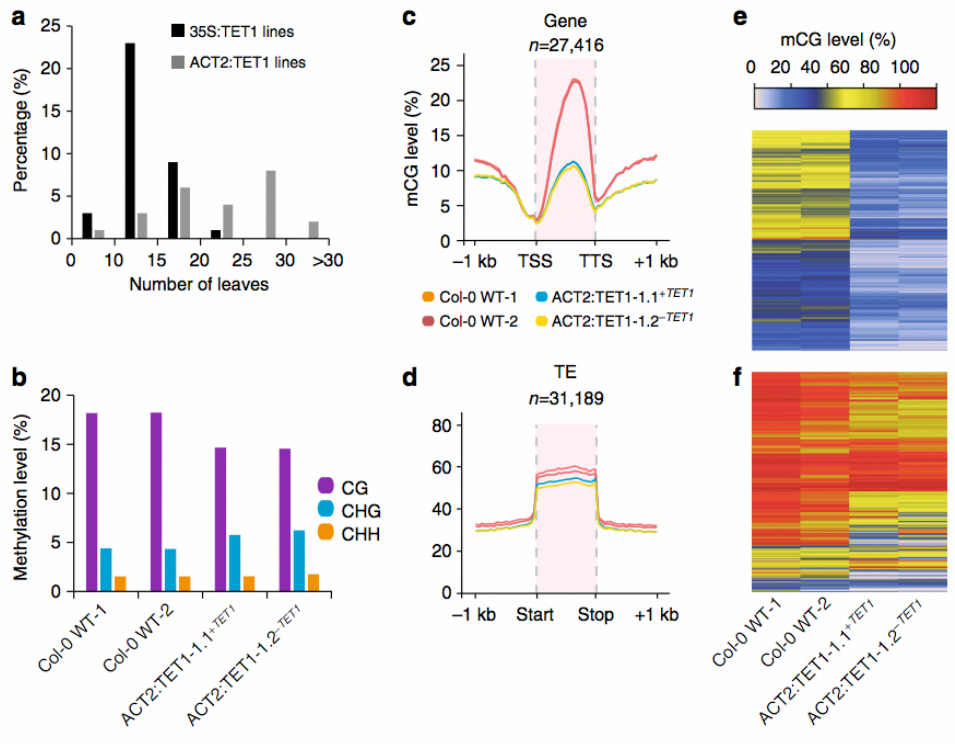 a
25
20
15
10
5
0
Percentage (%)
35S:TET1 lines
ACT2:TET1 lines
0 10 15 20 25 30 >30
Number of leaves
b
20
15
10
5
0
Methylation level (%)
CG
CHG
CHH
Col-0 WT-1
Col-0 WT-2
ACT2:TET1-1.1+TET1
ACT2:TET1-1.2–TET1
c
Gene
n=27,416
25
20
15
10
5
0
mCG level (%)
–1 kb TSS TTS +1 kb
Col-0 WT-1 ACT2:TET1-1.1+TET1
Col-0 WT-2 ACT2:TET1-1.2–TET1
d
TE
n=31,189
80
60
40
20
0
–1 kb Start Stop +1 kb
e
mCG level (%)
0 20 40 60 80 100
f
Col-0 WT-1
Col-0 WT-2
ACT2:TET1-1.1+TET1
ACT2:TET1-1.2–TET1